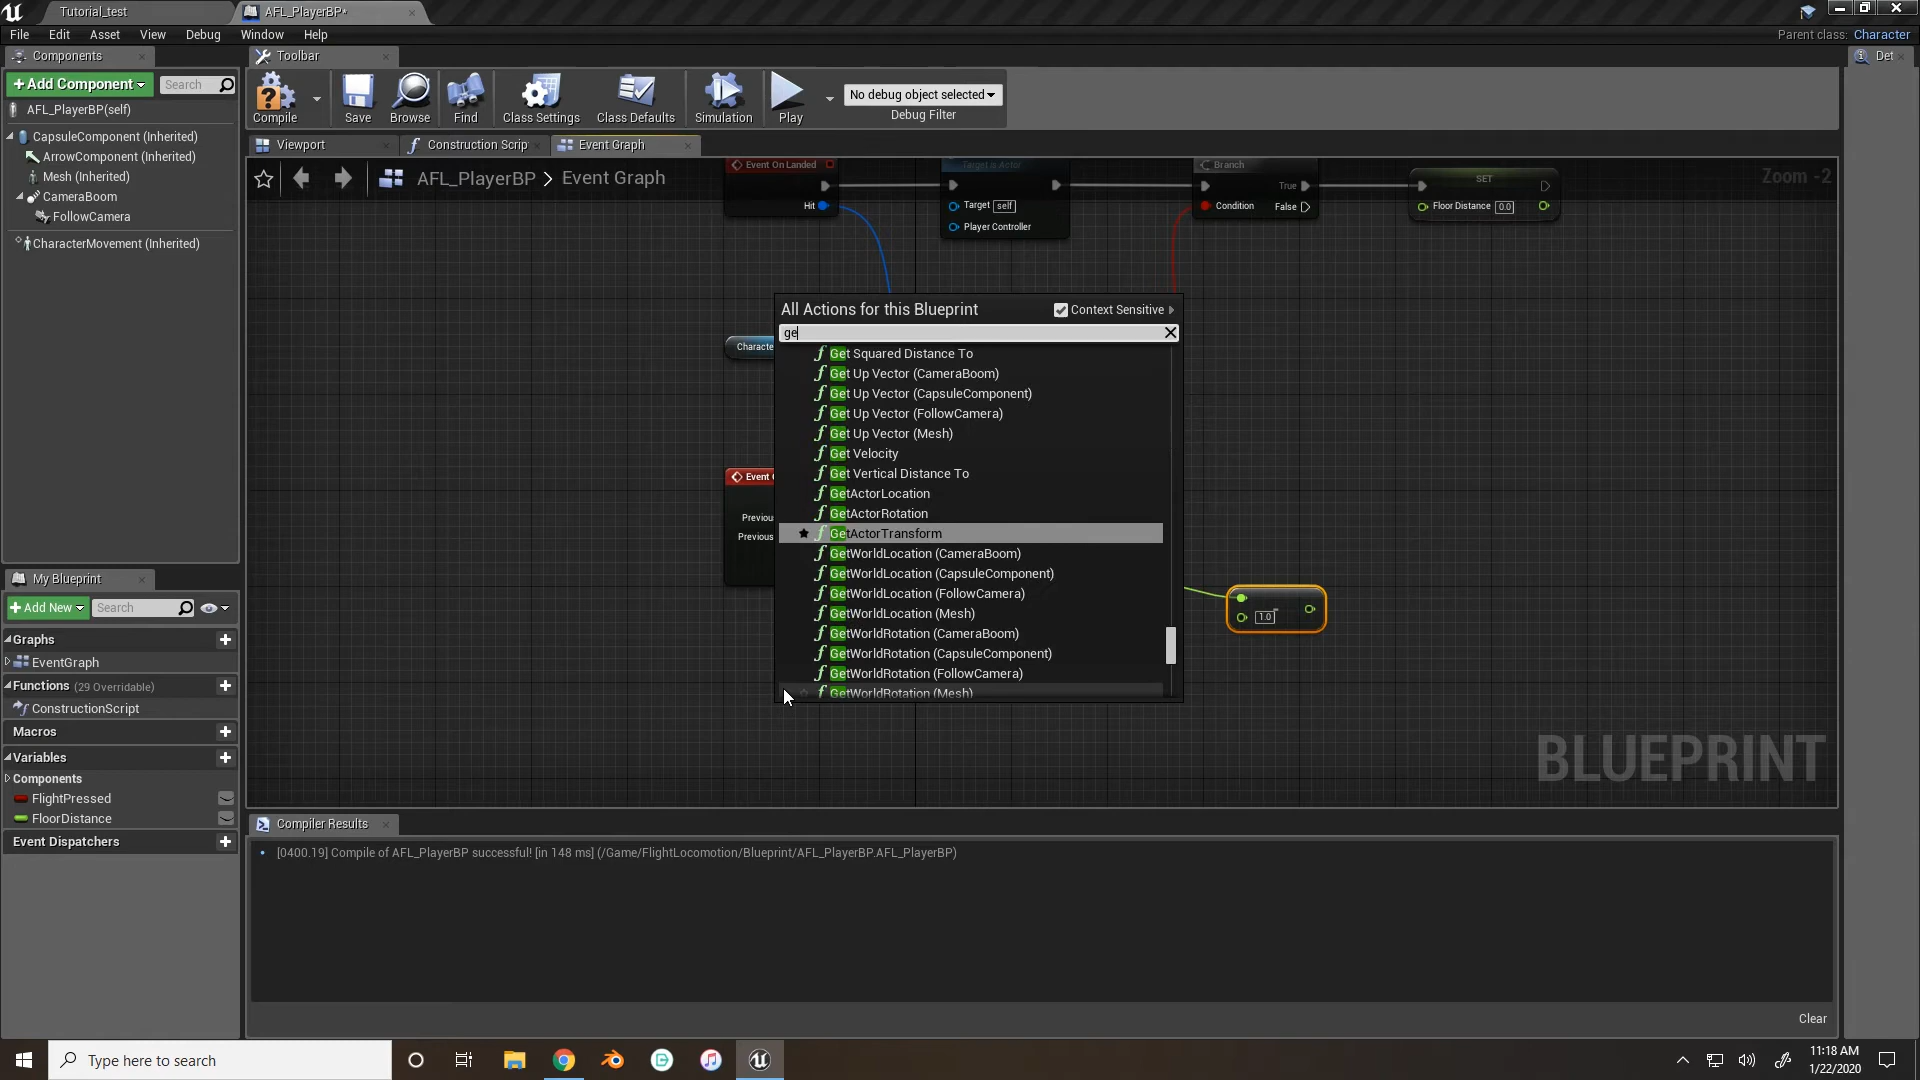 Tutorial_test
AFL_PlayerBP•
File Edit Asset View Debug Window Help
Parent class: Character
Components
Toolbar
Det
+Add Component
Search
AFL_PlayerBP(self)
CapsuleComponent (Inherited)
ArrowComponent (Inherited)
Mesh (Inherited)
CameraBoom
FollowCamera
CharacterMovement (Inherited)
Compile
Save
Browse
Find
Class Settings
Class Defaults
Simulation
Play
No debug object selected
Debug Filter
Viewport
Construction Scrip
Event Graph
AFL_PlayerBP > Event Graph
Zoom -2
Event On Landed
Hit
Target is Actor
Target self
Player Controller
Branch
True
Condition False
SET
Floor Distance 0.0
All Actions for this Blueprint
Context Sensitive
ge
Get Squared Distance To
Get Up Vector (CameraBoom)
Get Up Vector (CapsuleComponent)
Get Up Vector (FollowCamera)
Get Up Vector (Mesh)
Get Velocity
Get Vertical Distance To
GetActorLocation
GetActorRotation
GetActorTransform
GetWorldLocation (CameraBoom)
GetWorldLocation (CapsuleComponent)
GetWorldLocation (FollowCamera)
GetWorldLocation (Mesh)
GetWorldRotation (CameraBoom)
GetWorldRotation (CapsuleComponent)
GetWorldRotation (FollowCamera)
GetWorldRotation (Mesh)
Characte
Event
Previou
Previous
1.0
BLUEPRINT
My Blueprint
+Add New
Search
Graphs
EventGraph
Functions (29 Overridable)
ConstructionScript
Macros
Variables
Components
FlightPressed
FloorDistance
Event Dispatchers
Compiler Results
[0400.19] Compile of AFL_PlayerBP successful! [in 148 ms] (/Game/FlightLocomotion/Blueprint/AFL_PlayerBP.AFL_PlayerBP)
Clear
Type here to search
11:18 AM
1/22/2020